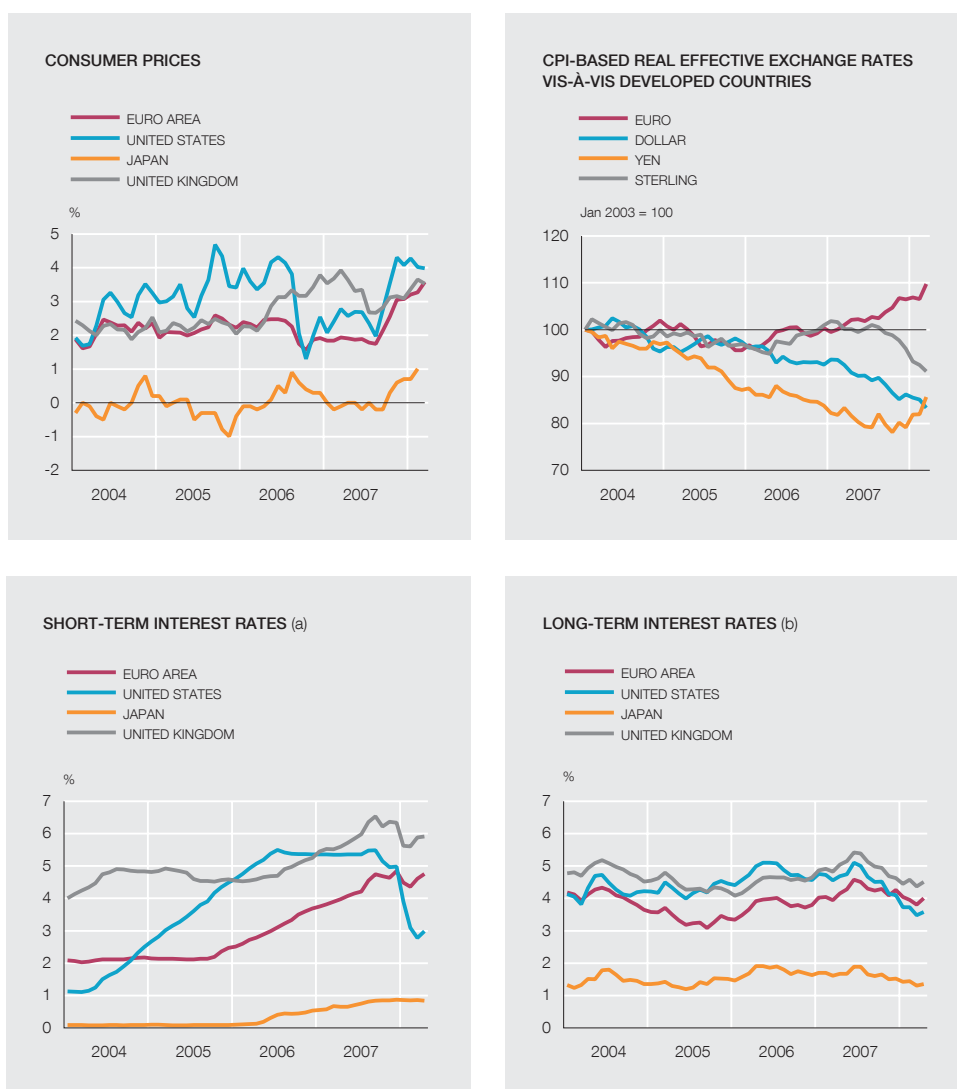 CONSUMER PRICES
EURO AREA
UNITED STATES
JAPAN
UNITED KINGDOM
%
5
4
3
2
1
0
-1
-2
2004 2005 2006 2007
CPI-BASED REAL EFFECTIVE EXCHANGE RATES
VIS-À-VIS DEVELOPED COUNTRIES
EURO
DOLLAR
YEN
STERLING
Jan 2003 = 100
120
110
100
90
80
70
2004 2005 2006 2007
SHORT-TERM INTEREST RATES (a)
EURO AREA
UNITED STATES
JAPAN
UNITED KINGDOM
%
7
6
5
4
3
2
1
0
2004 2005 2006 2007
LONG-TERM INTEREST RATES (b)
EURO AREA
UNITED STATES
JAPAN
UNITED KINGDOM
%
7
6
5
4
3
2
1
0
2004 2005 2006 2007